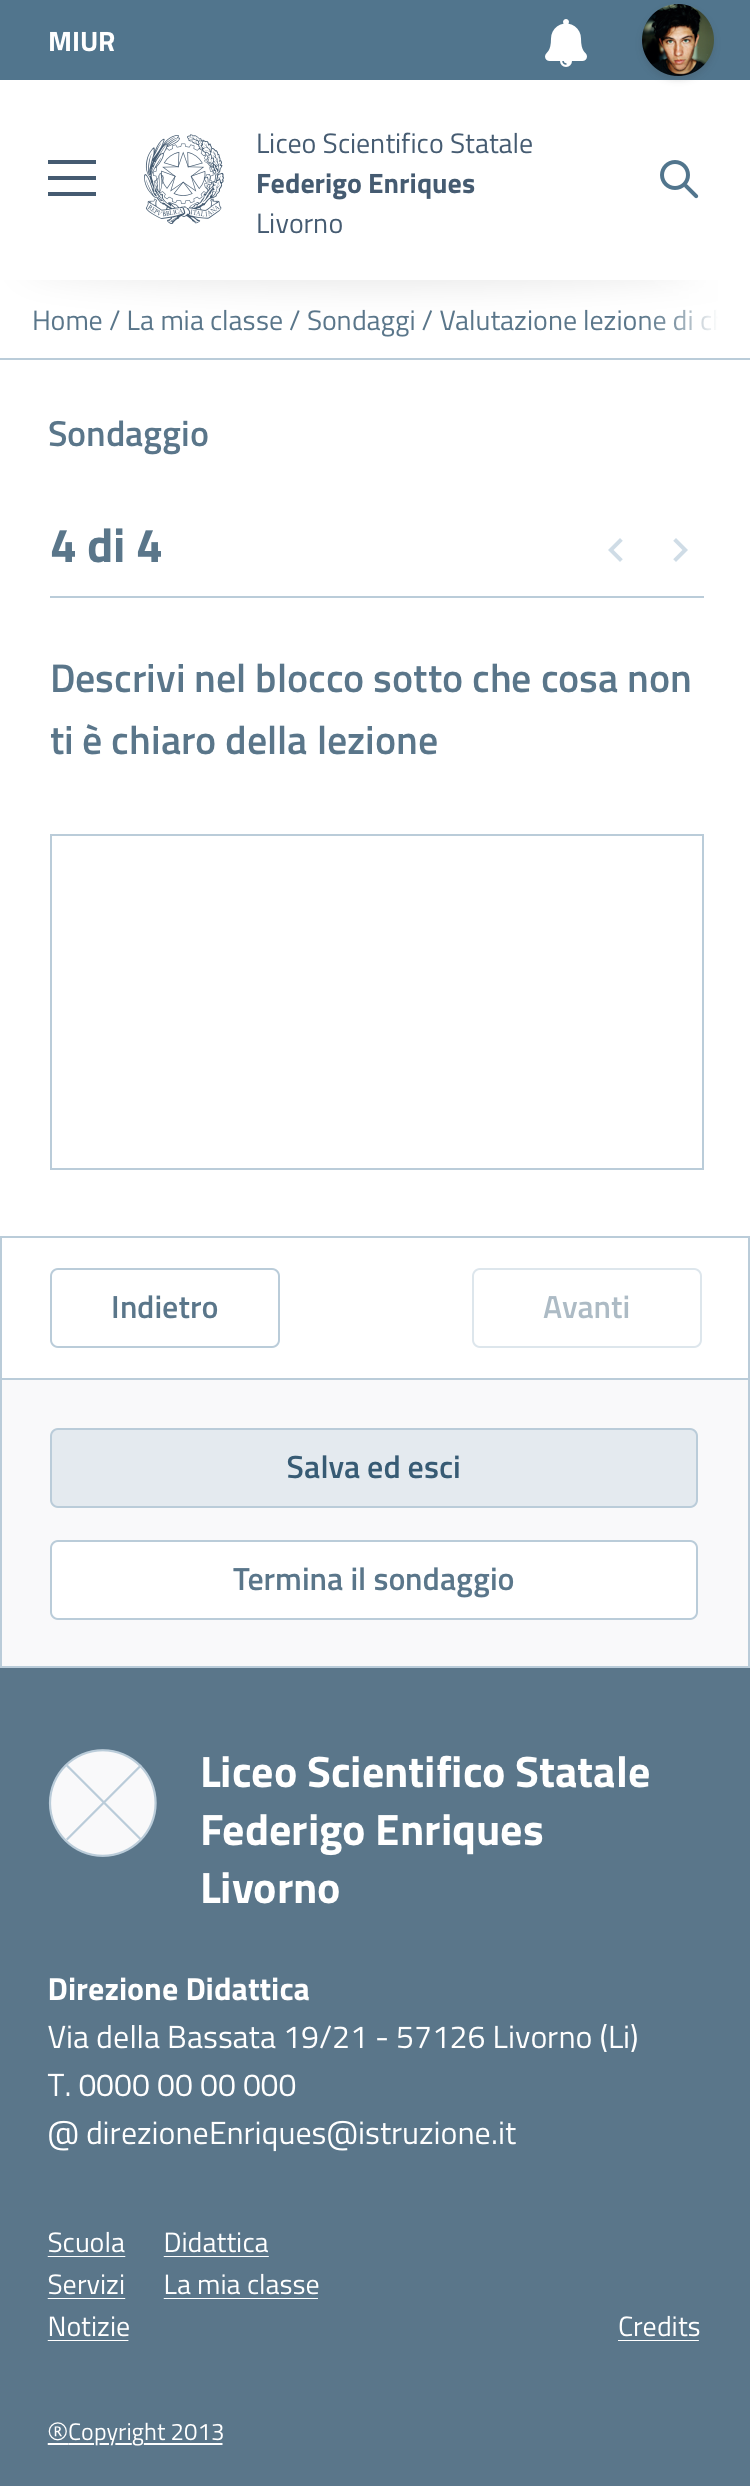 MIUR
Liceo Scientifico Statale
Federigo Enriques
Livorno
REPVBBLICA ITALIANA
Home / La mia classe / Sondaggi / Valutazione lezione di
Sondaggio
4 di 4
Descrivi nel blocco sotto che cosa non
ti è chiaro della lezione
Indietro
Avanti
Salva ed esci
Termina il sondaggio
Liceo Scientifico Statale
Federigo Enriques
Livorno
Direzione Didattica
Via della Bassata 19/21 - 57126 Livorno (Li)
T. 0000 00 00 000
@ direzioneEnriques@istruzione.it
Scuola Didattica
Servizi La mia classe
Notizie Credits
®Copyright 2013